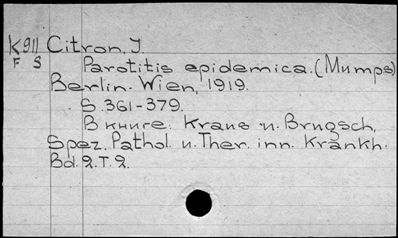 K911 Citron, J.
F S
Parotitis epidemica. (Mumps)
Berlin-Wien, 1919.
S. 361-379.
В книге: Kraus u. Brugsch,
Spez. Pathol. u. Ther. inn. Krankh.
Bd. 2. T. 2.